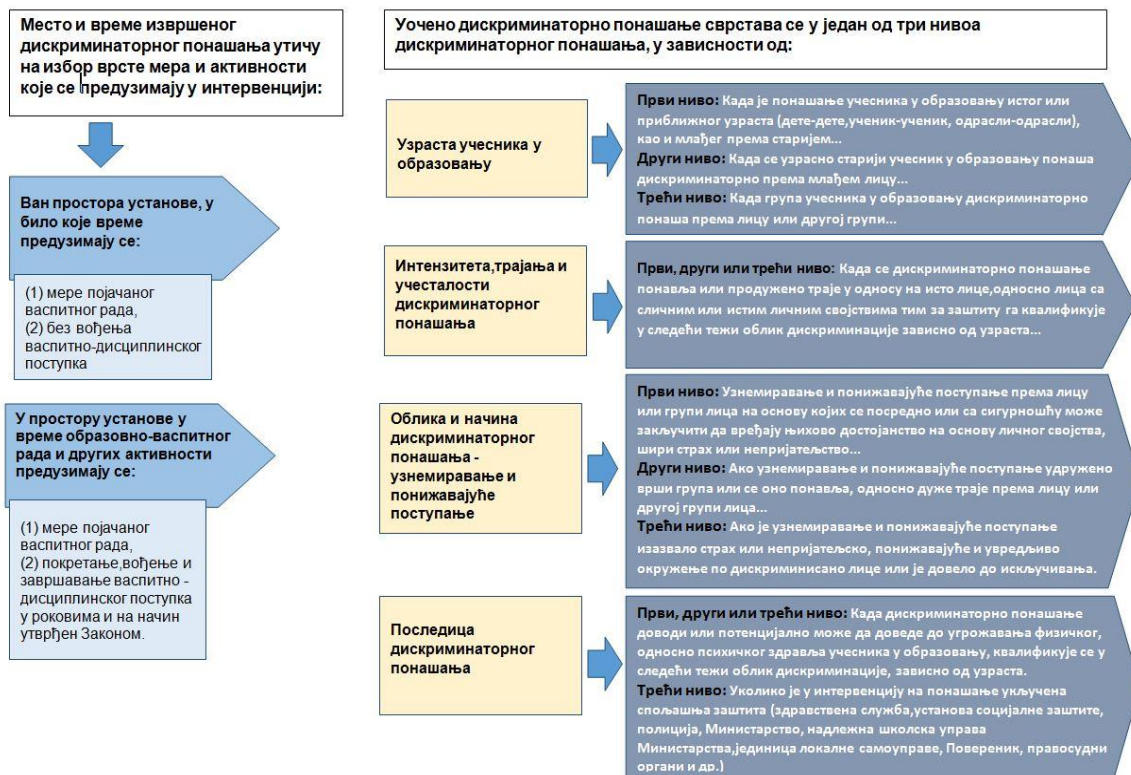 Место и време извршеног
дискриминаторног понашања утичу
на избор врсте мера и активности
које се предузимају у интервенцији:
Ван простора установе, у
било које време
предузимају се:
(1) мере појачаног
васпитног рада,
(2) без вођења
васпитно-дисциплинског
поступка
У простору установе у
време образовно-васпитног
рада и других активности
предузимају се:
(1) мере појачаног
васпитног рада,
(2) покретање,вођење и
завршавање васпитно -
дисциплинског поступка
у роковима и на начин
утврђен Законом.
Уочено дискриминаторно понашање сврстава се у један од три нивоа
дискриминаторног понашања, у зависности од:
Узраста учесника у
образовању
Први ниво: Када је понашање учесника у образовању истог или
приближног узраста (дете-дете,ученик-ученик, одрасли-одрасли),
као и млађег према старијем...
Други ниво: Када се узрасно старији учесник у образовању понаша
дискриминаторно према млађем лицу...
Трећи ниво: Када група учесника у образовању дискриминаторно
понаша према лицу или другој групи...
Интензитета,трајања и
учесталости
дискриминаторног
понашања
Први, други или трећи ниво: Када се дискриминаторно понашање
понавља или продужено траје у односу на исто лице,односно лица са
сличним или истим личним својствима тим за заштиту га квалификује
у следећи тежи облик дискриминације зависно од узраста...
Облика и начина
дискриминаторног
понашања -
узнемиравање и
понижавајуће
поступање
Први ниво: Узнемиравање и понижавајуће поступање према лицу
или групи лица на основу којих се посредно или са сигурношћу може
закључити да вређају њихово достојанство на основу личног својства,
шири страх или непријатељство...
Други ниво: Ако узнемиравање и понижавајуће поступање удружено
врши група или се оно понавља, односно дуже траје према лицу или
другој групи лица...
Трећи ниво: Ако је узнемиравање и понижавајуће поступање
изазвало страх или непријатељско, понижавајуће и увредљиво
окружење по дискриминисано лице или је довело до искључивања.
Последица
дискриминаторног
понашања
Први, други или трећи ниво: Када дискриминаторно понашање
доводи или потенцијално може да доведе до угрожавања физичког,
односно психичког здравља учесника у образовању, квалификује се у
следећи тежи облик дискриминације, зависно од узраста.
Трећи ниво: Уколико је у интервенцију на понашање укључена
спољашња заштита (здравствена служба,установа социјалне заштите,
полиција, Министарство, надлежна школска управа
Министарства,јединица локалне самоуправе, Повереник, правосудни
органи и др.)